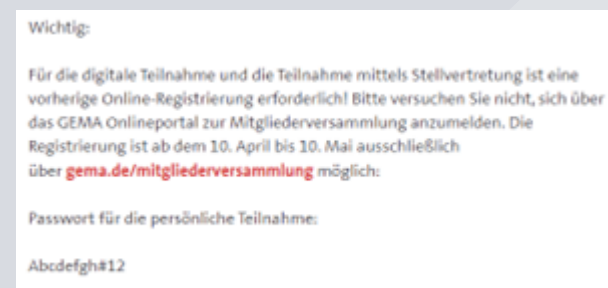 Wichtig:
Für die digitale Teilnahme und die Teilnahme mittels Stellvertretung ist eine
vorherige Online-Registrierung erforderlich! Bitte versuchen Sie nicht, sich über
das GEMA Onlineportal zur Mitgliederversammlung anzumelden. Die
Registrierung ist ab dem 10. April bis 10. Mai ausschließlich
über gema.de/mitgliederversammlung möglich:
Passwort für die persönliche Teilnahme:
Abcdefgh#12